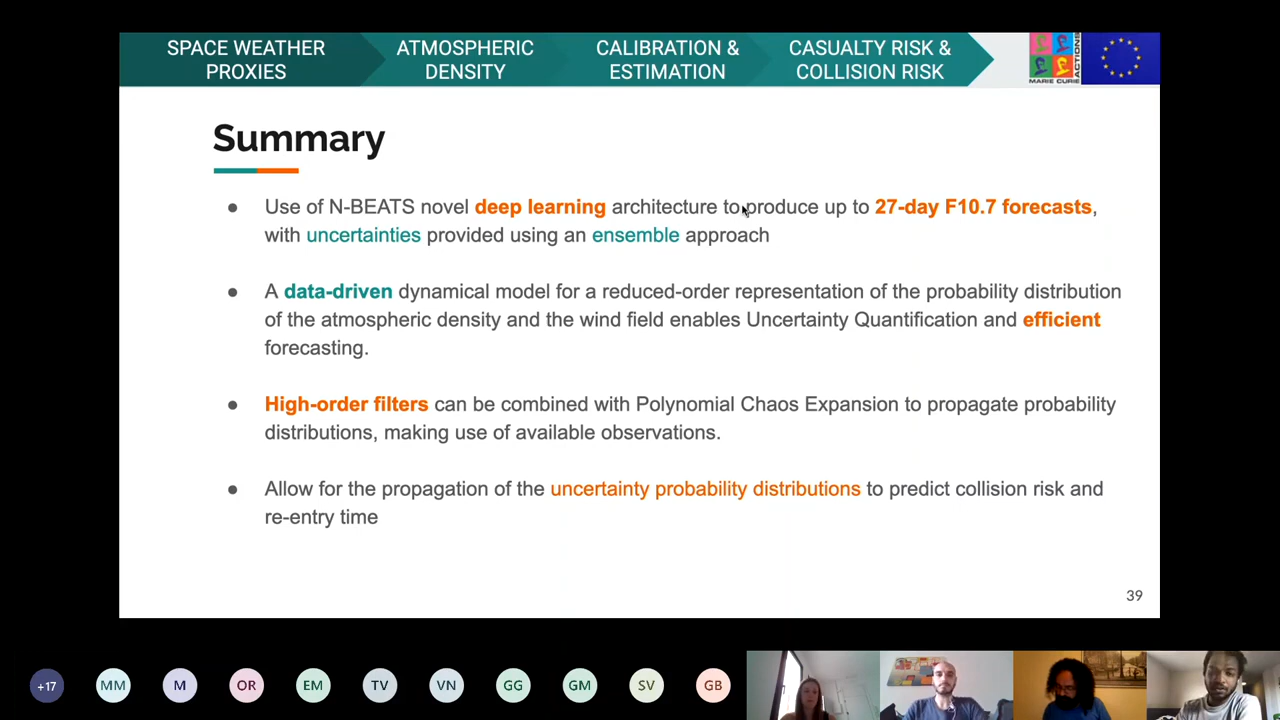 SPACE WEATHER
PROXIES
ATMOSPHERIC
DENSITY
CALIBRATION &
ESTIMATION
CASUALTY RISK &
COLLISION RISK
MARIE CURIE
ACTIONS
Summary
● Use of N-BEATS novel deep learning architecture to produce up to 27-day F10.7 forecasts,
with uncertainties provided using an ensemble approach
● A data-driven dynamical model for a reduced-order representation of the probability distribution
of the atmospheric density and the wind field enables Uncertainty Quantification and efficient
forecasting.
● High-order filters can be combined with Polynomial Chaos Expansion to propagate probability
distributions, making use of available observations.
● Allow for the propagation of the uncertainty probability distributions to predict collision risk and
re-entry time
39
+17
MM
M
OR
EM
TV
VN
GG
GM
SV
GB